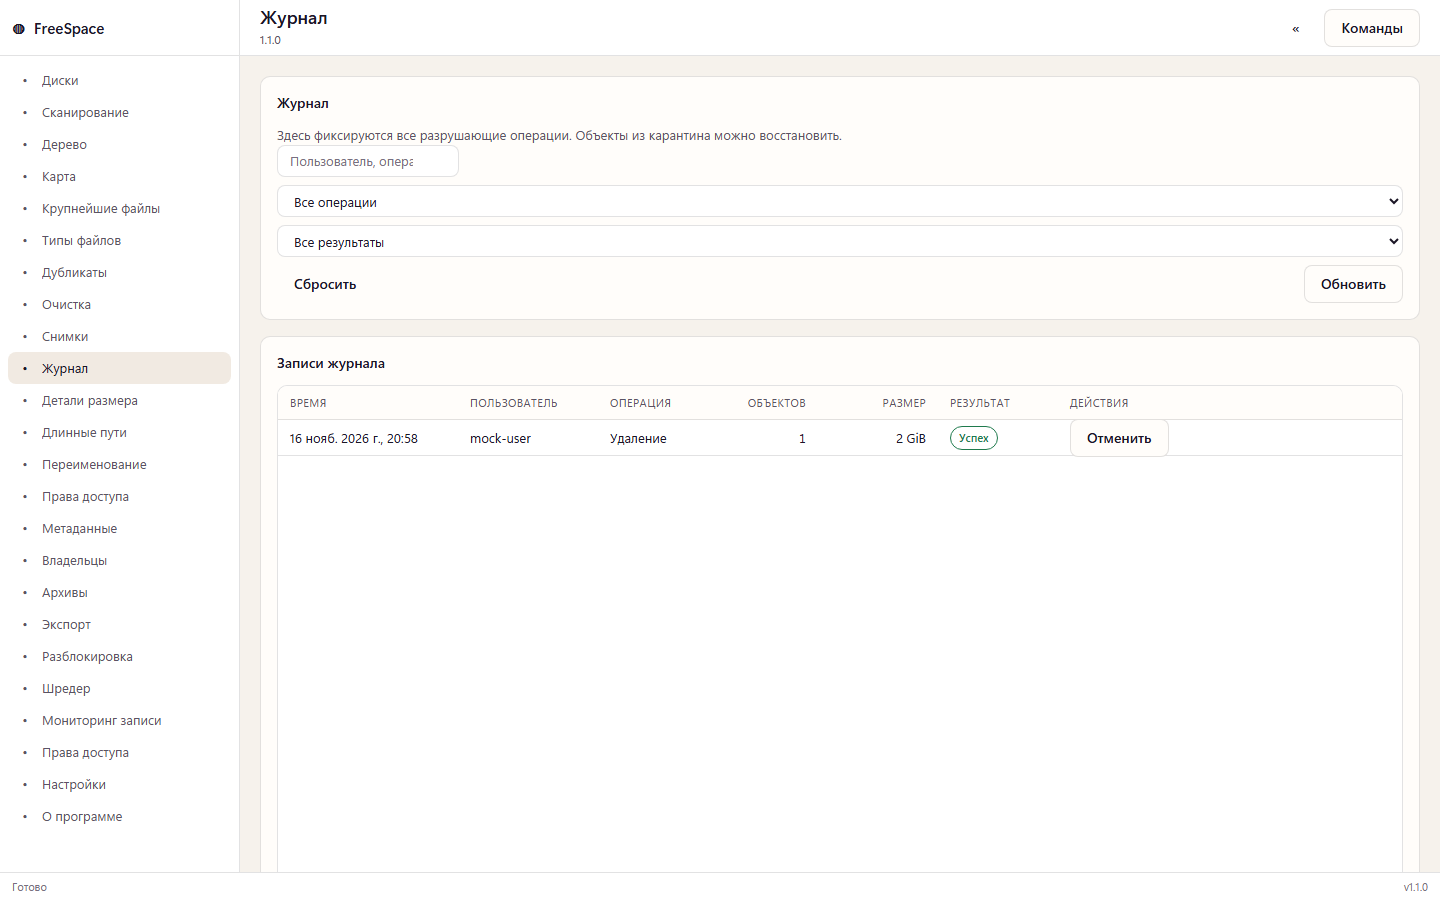 FreeSpace
Журнал
1.1.0
«
Команды
Диски
Сканирование
Дерево
Карта
Крупнейшие файлы
Типы файлов
Дубликаты
Очистка
Снимки
Журнал
Детали размера
Длинные пути
Переименование
Права доступа
Метаданные
Владельцы
Архивы
Экспорт
Разблокировка
Шредер
Мониторинг записи
Права доступа
Настройки
О программе
Журнал
Здесь фиксируются все разрушающие операции. Объекты из карантина можно восстановить.
Пользователь, опера
Все операции
Все результаты
Сбросить Обновить
Записи журнала
ВРЕМЯ ПОЛЬЗОВАТЕЛЬ ОПЕРАЦИЯ ОБЪЕКТОВ РАЗМЕР РЕЗУЛЬТАТ ДЕЙСТВИЯ
16 нояб. 2026 г., 20:58 mock-user Удаление 1 2 GiB Успех Отменить
Готово v1.1.0